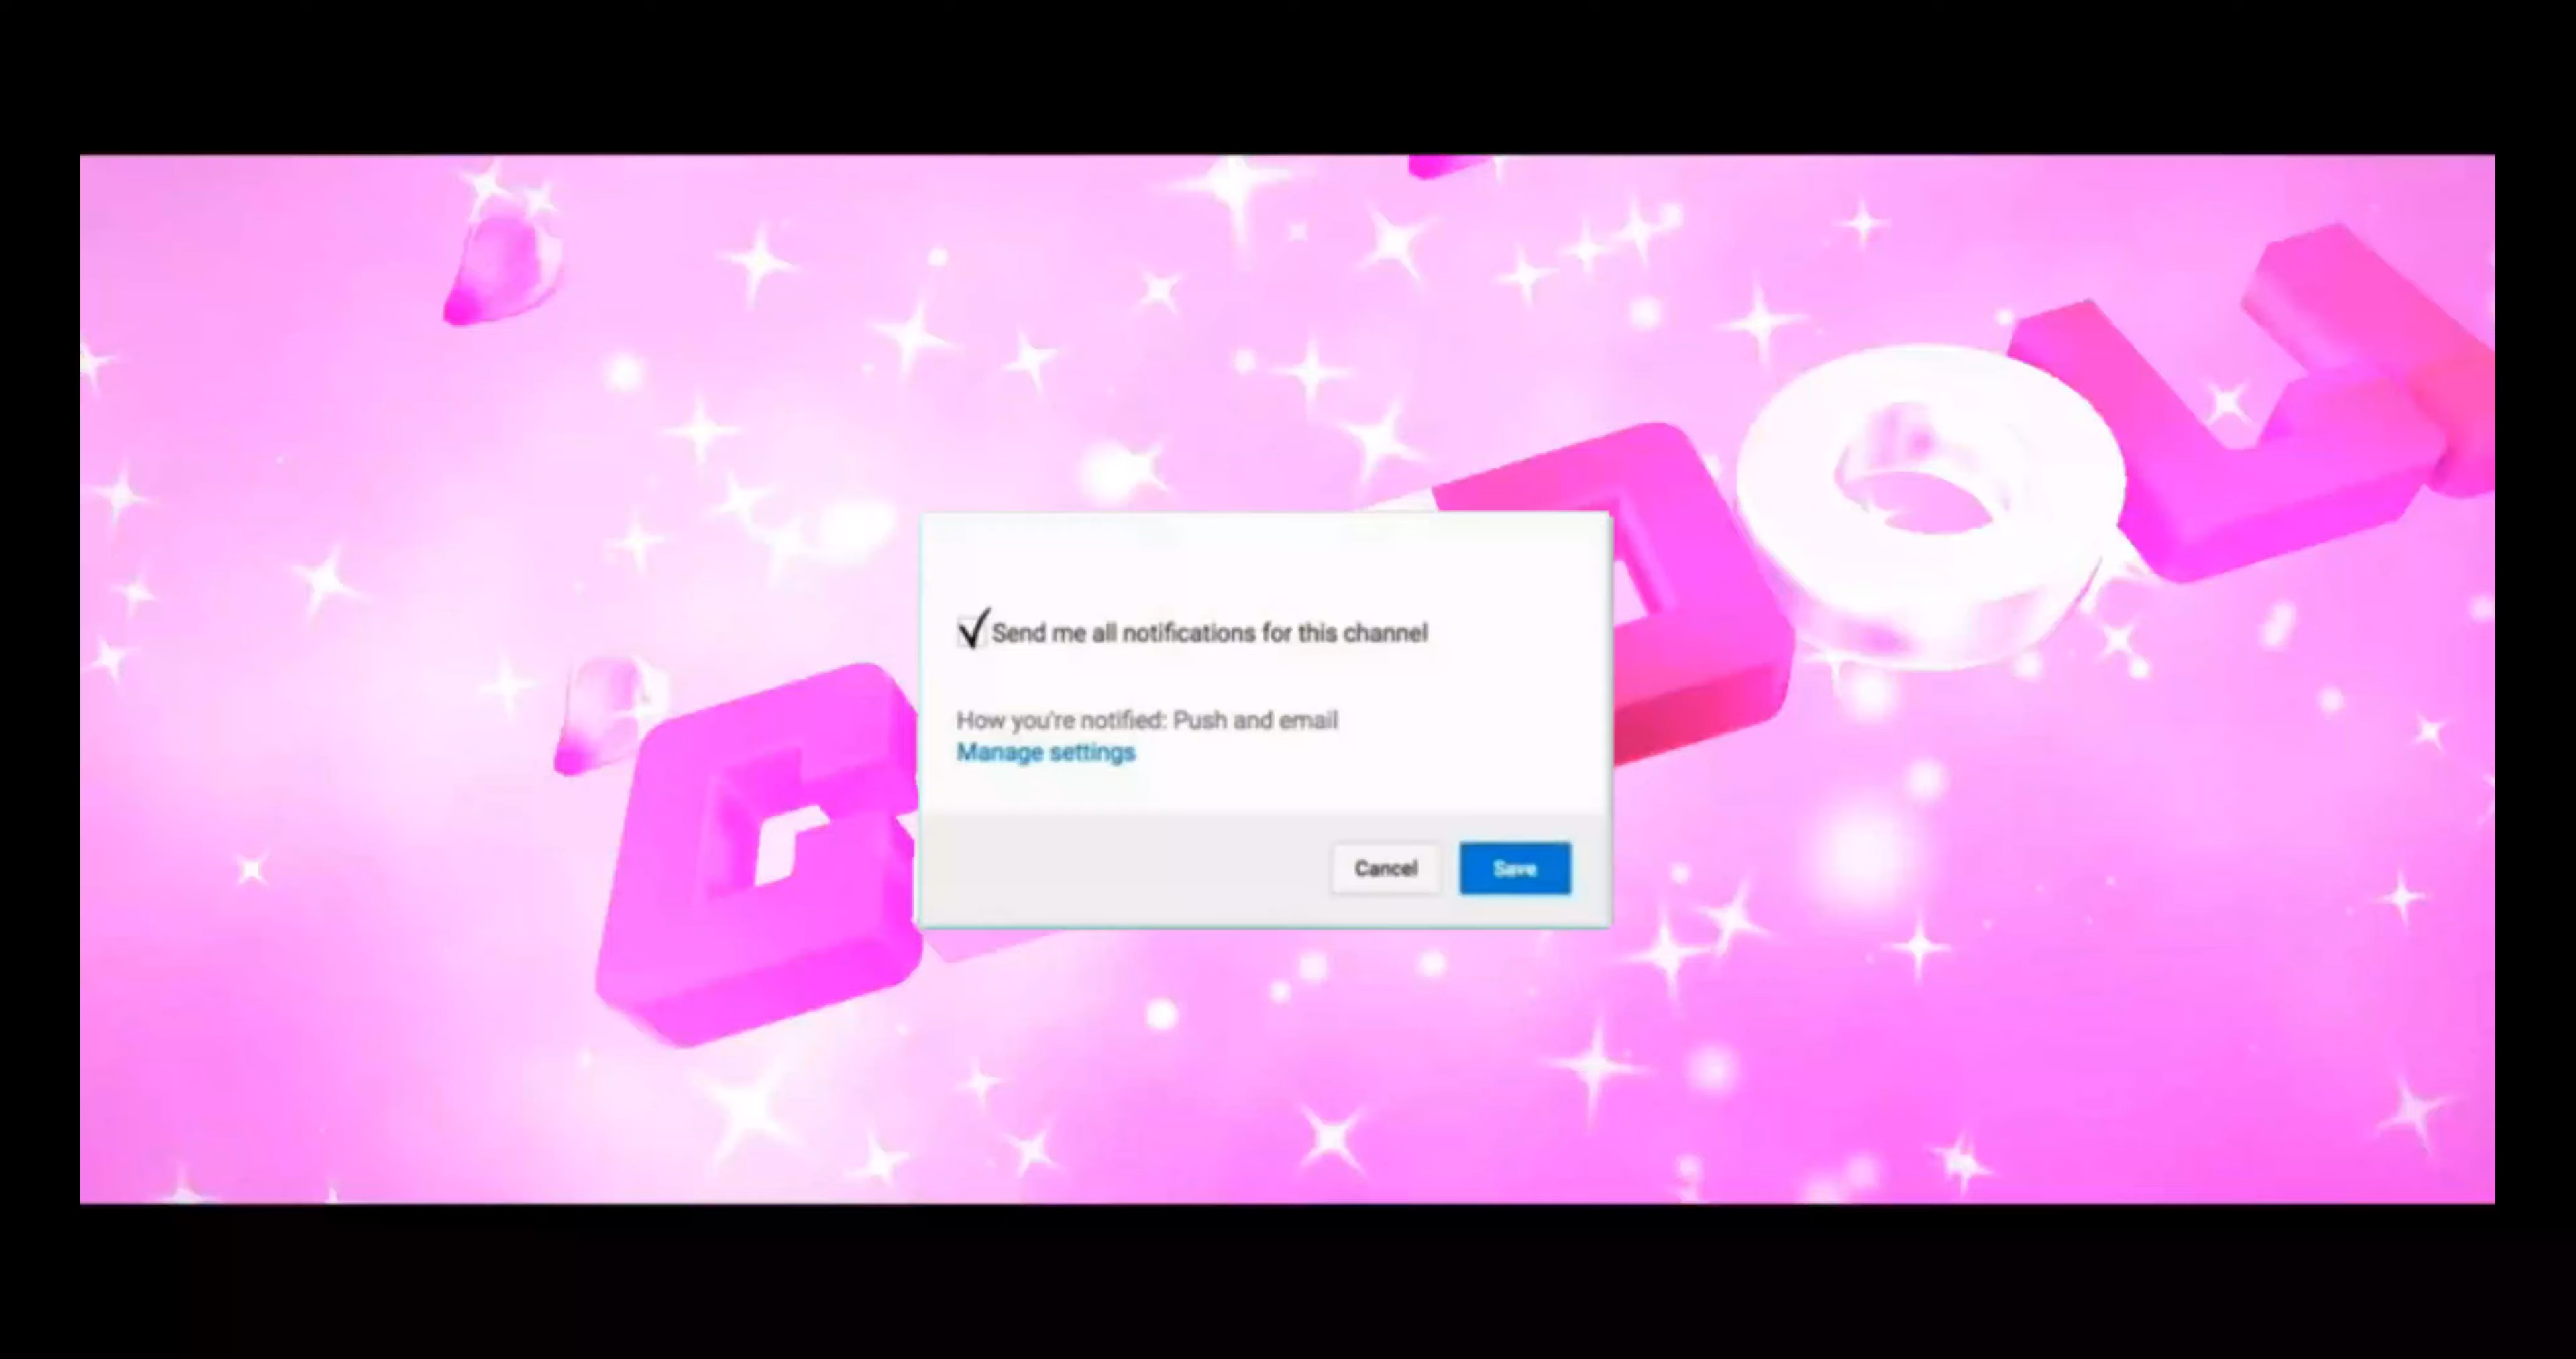 Send me all notifications for this channel
How you're notified: Push and email
Manage settings
Cancel
Save